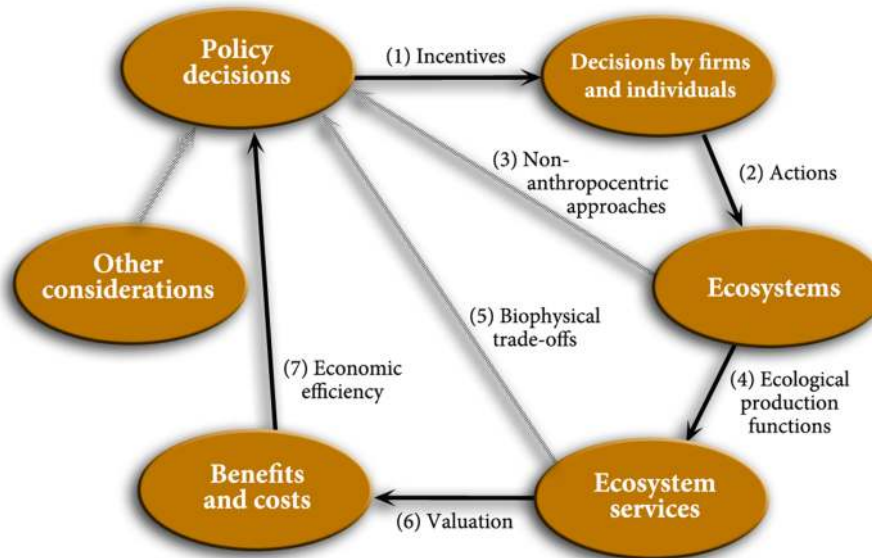 Policy
decisions
(1) Incentives
Decisions by firms
and individuals
(2) Actions
(3) Non-
anthropocentric
approaches
Other
considerations
Ecosystems
(5) Biophysical
trade-offs
(4) Ecological
production
functions
(7) Economic
efficiency
Benefits
and costs
(6) Valuation
Ecosystem
services